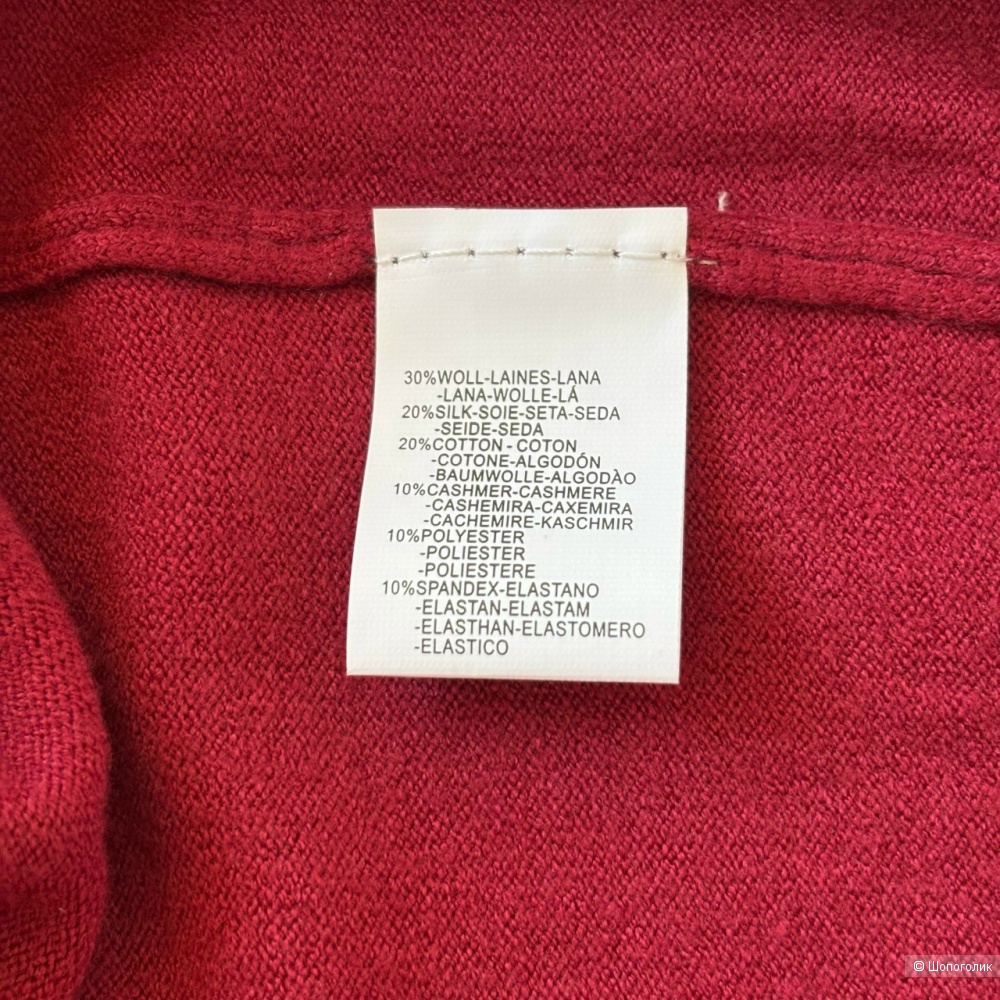 30%WOLL-LAINES-LANA
-LANA-WOLLE-LÁ
20%SILK-SOIE-SETA-SEDA
-SEIDE-SEDA
20%COTTON-COTON
-COTONE-ALGODÓN
-BAUMWOLLE-ALGODÀO
10%CASHMER-CASHMERE
-CASHEMIRA-CAXEMIRA
-CACHEMIRE-KASCHMIR
10%POLYESTER
-POLIESTER
-POLIESTERE
10%SPANDEX-ELASTANO
-ELASTAN-ELASTAM
-ELASTHAN-ELASTOMERO
-ELASTICO
© Шопоголик